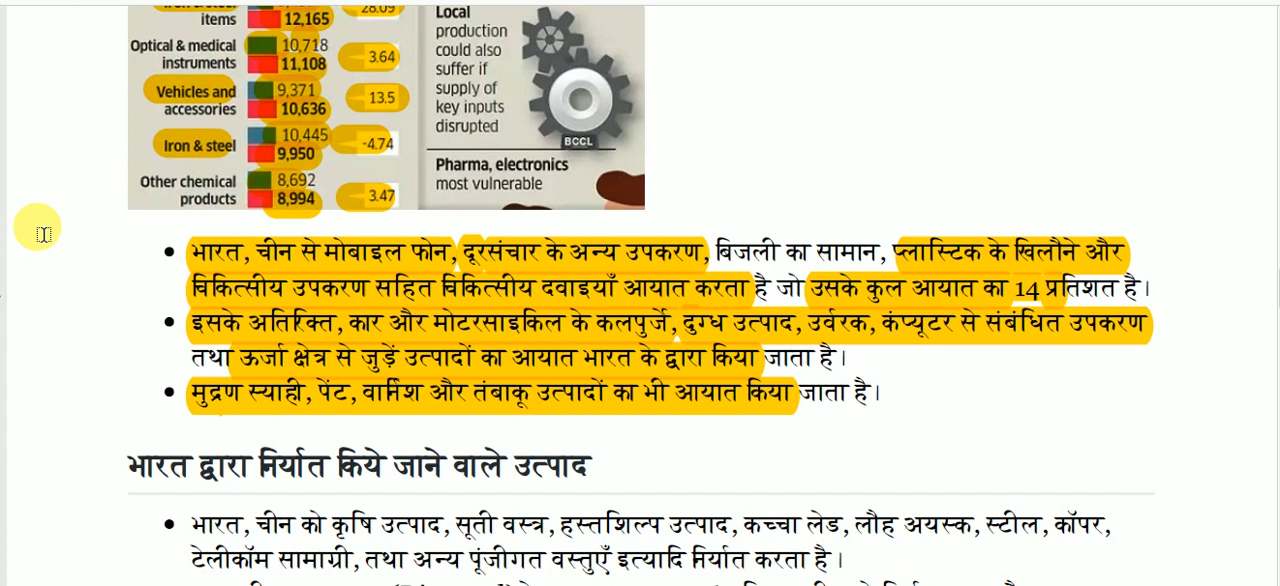 items
12,165
28.09
Optical & medical
instruments
10,718
11,108
3.64
Vehicles and
accessories
9,371
10,636
13.5
Iron & steel
10,445
9,950
-4.74
Other chemical
products
8,692
8,994
3.47
Local
production
could also
suffer if
supply of
key inputs
disrupted
BCCL
Pharma, electronics
most vulnerable
• भारत, चीन से मोबाइल फोन, दूरसंचार के अन्य उपकरण, बिजली का सामान, प्लास्टिक के खिलौने और
चिकित्सीय उपकरण सहित चिकित्सीय दवाइयाँ आयात करता है जो उसके कुल आयात का 14 प्रतिशत है।
• इसके अतिरिक्त, कार और मोटरसाइकिल के कलपुर्जे, दुग्ध उत्पाद, उर्वरक, कंप्यूटर से संबंधित उपकरण
तथा ऊर्जा क्षेत्र से जुड़ें उत्पादों का आयात भारत के द्वारा किया जाता है।
• मुद्रण स्याही, पेंट, वार्निश और तंबाकू उत्पादों का भी आयात किया जाता है।
भारत द्वारा निर्यात किये जाने वाले उत्पाद
• भारत, चीन को कृषि उत्पाद, सूती वस्त्र, हस्तशिल्प उत्पाद, कच्चा लेड, लौह अयस्क, स्टील, कॉपर,
टेलीकॉम सामाग्री, तथा अन्य पूंजीगत वस्तुएँ इत्यादि निर्यात करता है।